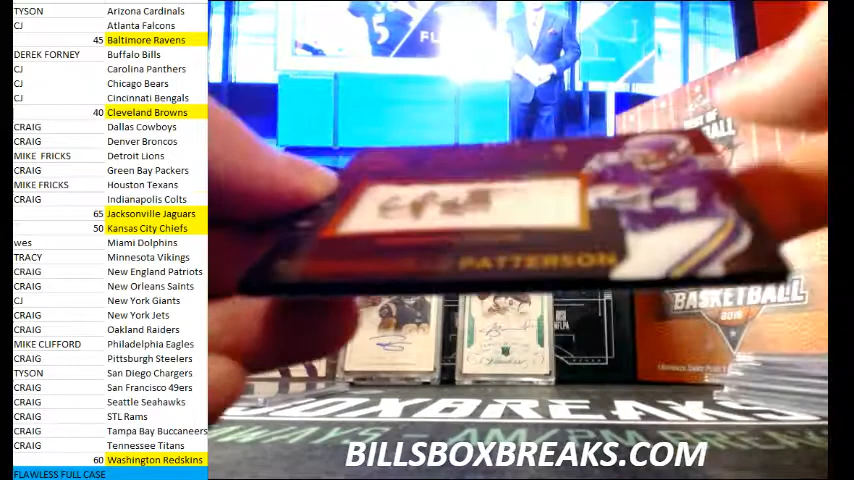 TYSON Arizona Cardinals
CJ Atlanta Falcons
45 Baltimore Ravens
DEREK FORNEY Buffalo Bills
CJ Carolina Panthers
CJ Chicago Bears
CJ Cincinnati Bengals
40 Cleveland Browns
CRAIG Dallas Cowboys
CRAIG Denver Broncos
MIKE FRICKS Detroit Lions
CRAIG Green Bay Packers
MIKE FRICKS Houston Texans
CRAIG Indianapolis Colts
65 Jacksonville Jaguars
50 Kansas City Chiefs
wes Miami Dolphins
TRACY Minnesota Vikings
CRAIG New England Patriots
CRAIG New Orleans Saints
CJ New York Giants
CRAIG New York Jets
CRAIG Oakland Raiders
MIKE CLIFFORD Philadelphia Eagles
CRAIG Pittsburgh Steelers
TYSON San Diego Chargers
CRAIG San Francisco 49ers
CRAIG Seattle Seahawks
CRAIG STL Rams
CRAIG Tampa Bay Buccaneers
CRAIG Tennessee Titans
60 Washington Redskins
FLAWLESS FULL CASE
PATTERSON
BASKETBALL
OXBREAKS
BILLSBOXBREAKS.COM